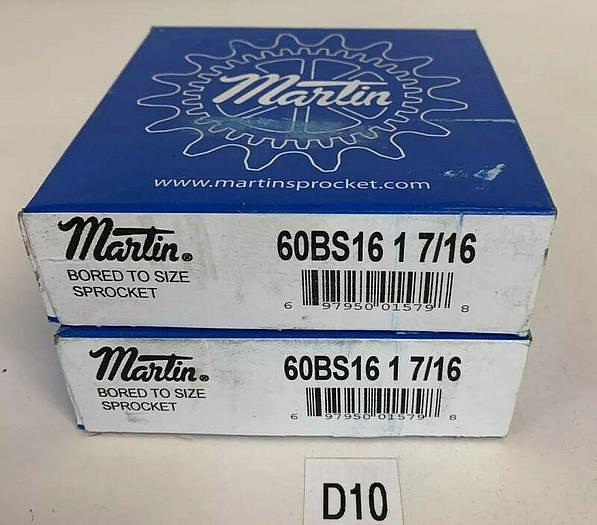 Martin
www.martinsprocket.com
Martin®
60BS16 1 7/16
BORED TO SIZE
SPROCKET
6 97950 01579 8
Martin®
60BS16 1 7/16
BORED TO SIZE
SPROCKET
6 97950 01579 8
D10